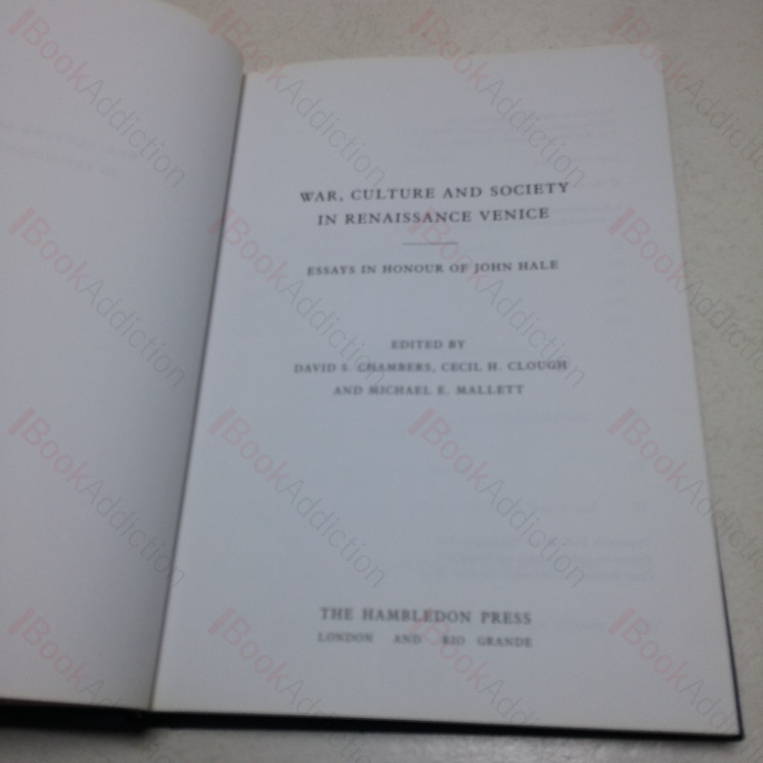 WAR, CULTURE AND SOCIETY
IN RENAISSANCE VENICE
ESSAYS IN HONOUR OF JOHN HALE
EDITED BY
DAVID S. CHAMBERS, CECIL H. CLOUGH
AND MICHAEL E. MALLETT
THE HAMBLEDON PRESS
LONDON AND RIO GRANDE
BookAddiction